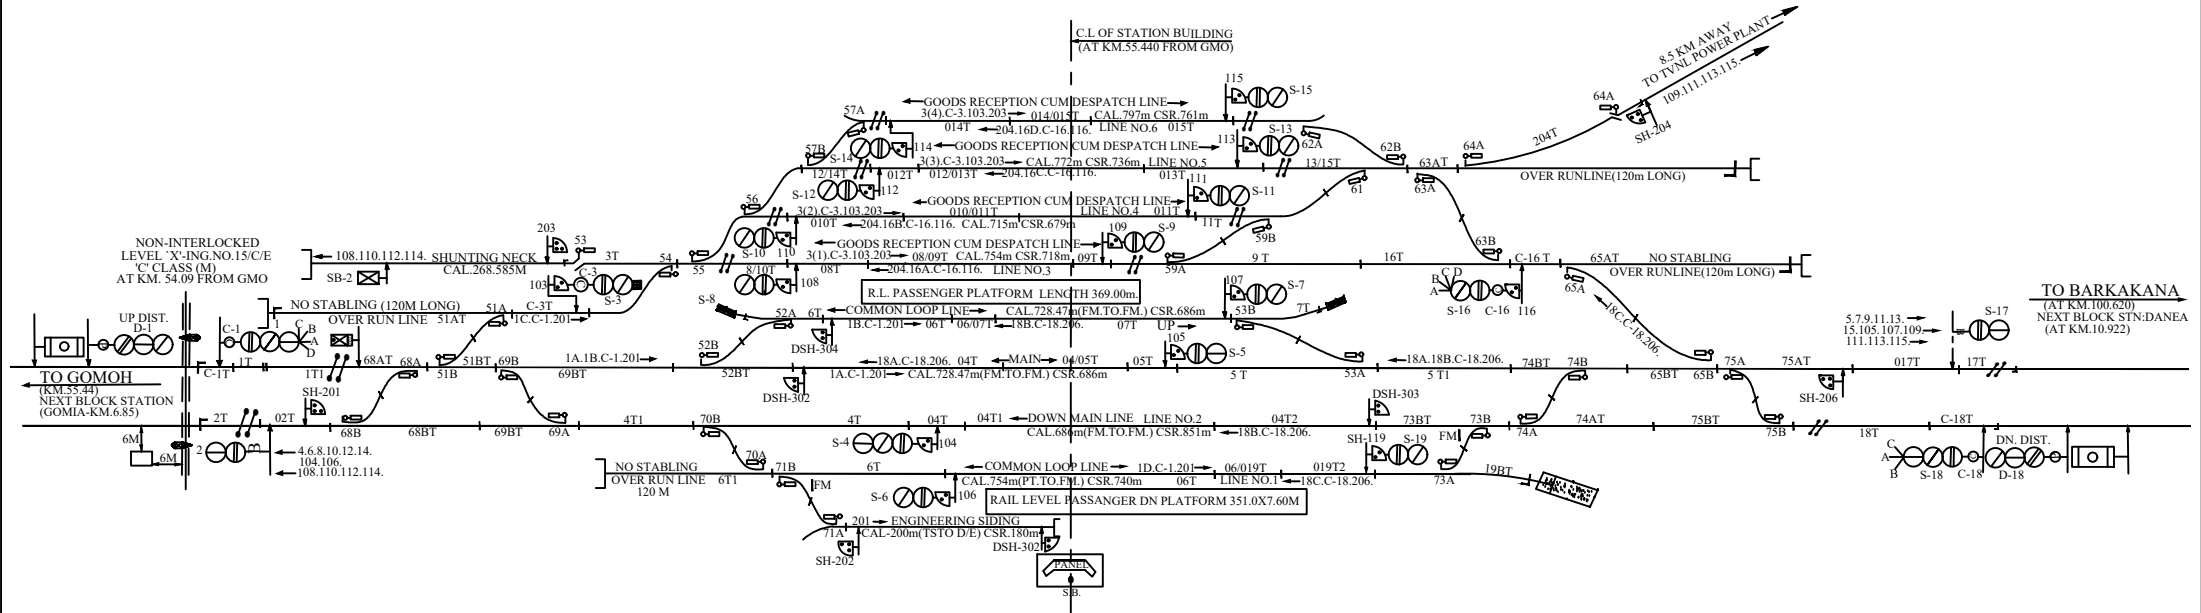 C.L OF STATION BUILDING
(AT KM.55.440 FROM GMO)
8.5 KM AWAY
TO TVNL POWER PLANT
109.111.113.115.
64A
SH-204
204T
115
S-15
57A
GOODS RECEPTION CUM DESPATCH LINE
3(4).C-3.103.203 014/015T CAL.797m CSR.761m
014T 204.16D.C-16.116. LINE NO.6 015T
S-13
62A
113
114
57B
S-14
GOODS RECEPTION CUM DESPATCH LINE
3(3).C-3.103.203 CAL.772m CSR.736m LINE NO.5 13/15T
12/14T 012T 012/013T 204.16C.C-16.116. 013T
62B
63AT
64A
OVER RUNLINE(120m LONG)
61
63A
S-12
112
111
S-11
56
GOODS RECEPTION CUM DESPATCH LINE
3(2).C-3.103.203 010/011T LINE NO.4 011T
010T 204.16B.C-16.116. CAL.715m CSR.679m 11T
203
53
S-10 110
109
S-9
59B
63B
NON-INTERLOCKED
LEVEL 'X'-ING.NO.15/C/E
'C' CLASS (M)
AT KM. 54.09 FROM GMO
GOODS RECEPTION CUM DESPATCH LINE
108.110.112.114. SHUNTING NECK 3T 54
CAL.268.585M
SB-2
55
3(1).C-3.103.203 08/09T CAL.754m CSR.718m 09T
8/10T 08T 204.16A.C-16.116. LINE NO.3
59A
9 T
16T
C-16 T
65AT
NO STABLING
OVER RUNLINE(120m LONG)
103
C-3
S-3
108
R.L. PASSENGER PLATFORM LENGTH 369.00m.
107
S-7
C D
B
A
S-16 C-16 116
65A
18C.C-18.206.
TO BARKAKANA
(AT KM.100.620)
NEXT BLOCK STN:DANEA
(AT KM.10.922)
NO STABLING (120M LONG)
OVER RUN LINE 51AT
51A
C-3T
1C.C-1.201
S-8
52A
6T
COMMON LOOP LINE CAL.728.47m(FM.TO.FM.) CSR.686m
1B.C-1.201 06T 06/07T 18B.C-18.206. 07T UP
53B
7T
S-17
5.7.9.11.13.
15.105.107.109.
111.113.115.
UP DIST.
D-1
C-1
1
C
B
A
D
DSH-304
105
S-5
C-1T
1T
1T1
68AT
68A
51B
51BT
69B
69BT
1A.1B.C-1.201
52B
52BT
18A.C-18.206. 04T MAIN 04/05T 05T
1A.C-1.201 CAL.728.47m(FM.TO.FM.) CSR.686m
5 T
53A
18A.18B.C-18.206.
5 T1
74BT
74B
65BT
65B
75A
75AT
017T
17T
TO GOMOH
(KM.55.44)
NEXT BLOCK STATION
(GOMIA-KM.6.85)
SH-201
DSH-302
DSH-303
SH-206
2T
02T
68B
68BT
69BT
69A
4T1
70B
4T
04T
04T1
DOWN MAIN LINE LINE NO.2
CAL.686m(FM.TO.FM.) CSR.851m 18B.C-18.206.
04T2
73BT
73B
74A
74AT
75BT
75B
18T
C-18T
6M
6M
2
4.6.8.10.12.14.
104.106.
108.110.112.114.
S-4
104
SH-119
S-19
FM
C
A
B
S-18
C-18
DN. DIST.
D-18
NO STABLING
OVER RUN LINE
120 M
6T1
70A
71B
6T
COMMON LOOP LINE 1D.C-1.201 06/019T 019T2
CAL.754m(PT.TO.FM.) CSR.740m 06T LINE NO.1 18C.C-18.206.
73A
19BT
FM
S-6
106
RAIL LEVEL PASSANGER DN PLATFORM 351.0X7.60M
71A
201 ENGINEERING SIDING
CAL-200m(TSTO D/E) CSR.180m
SH-202
DSH-302
PANEL
S.B.